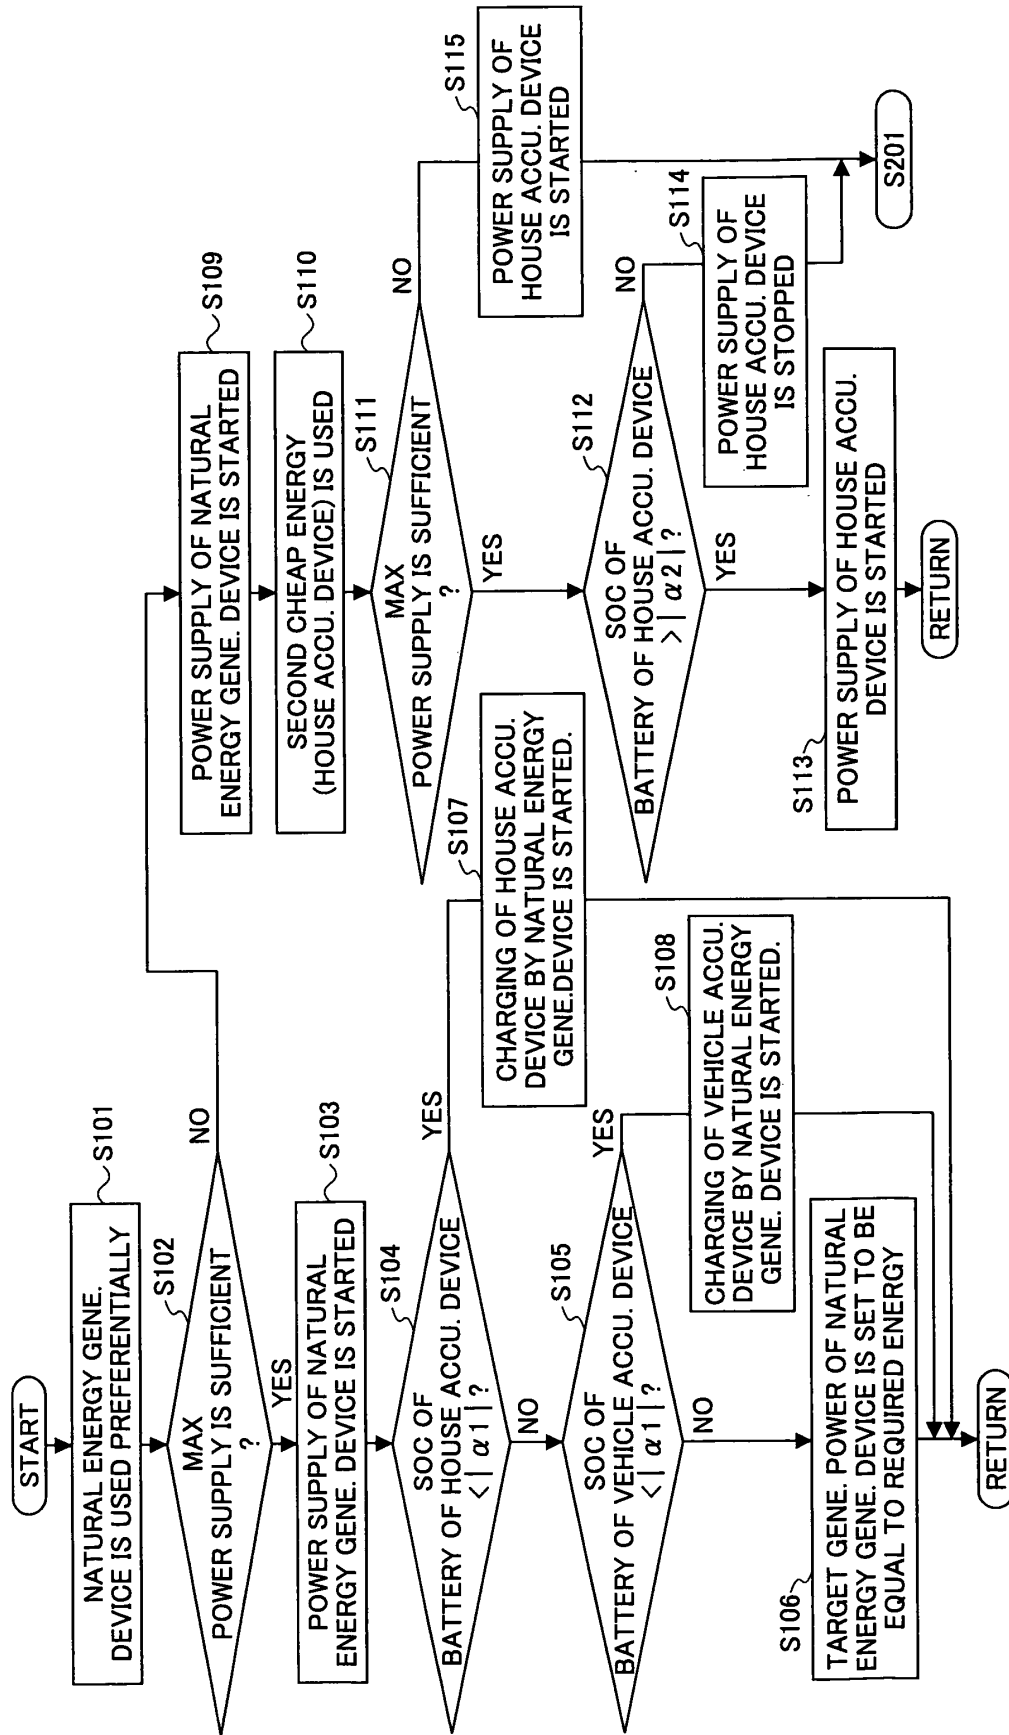 START
NATURAL ENERGY GENE.
DEVICE IS USED PREFERENTIALLY
S101
MAX
POWER SUPPLY IS SUFFICIENT
?
S102
NO
YES
POWER SUPPLY OF NATURAL
ENERGY GENE. DEVICE IS STARTED
S103
SOC OF
BATTERY OF HOUSE ACCU. DEVICE
<|α1|?
S104
YES
NO
SOC OF
BATTERY OF VEHICLE ACCU. DEVICE
<|α1|?
S105
YES
NO
TARGET GENE. POWER OF NATURAL
ENERGY GENE. DEVICE IS SET TO BE
EQUAL TO REQUIRED ENERGY
S106
CHARGING OF HOUSE ACCU.
DEVICE BY NATURAL ENERGY
GENE.DEVICE IS STARTED.
S107
CHARGING OF VEHICLE ACCU.
DEVICE BY NATURAL ENERGY
GENE. DEVICE IS STARTED.
S108
RETURN
POWER SUPPLY OF NATURAL
ENERGY GENE. DEVICE IS STARTED
S109
SECOND CHEAP ENERGY
(HOUSE ACCU. DEVICE) IS USED
S110
MAX
POWER SUPPLY IS SUFFICIENT
?
S111
NO
YES
SOC OF
BATTERY OF HOUSE ACCU. DEVICE
>|α2|?
S112
NO
YES
POWER SUPPLY OF HOUSE ACCU.
DEVICE IS STARTED
S113
RETURN
POWER SUPPLY OF
HOUSE ACCU. DEVICE
IS STOPPED
S114
POWER SUPPLY OF
HOUSE ACCU. DEVICE
IS STARTED
S115
S201